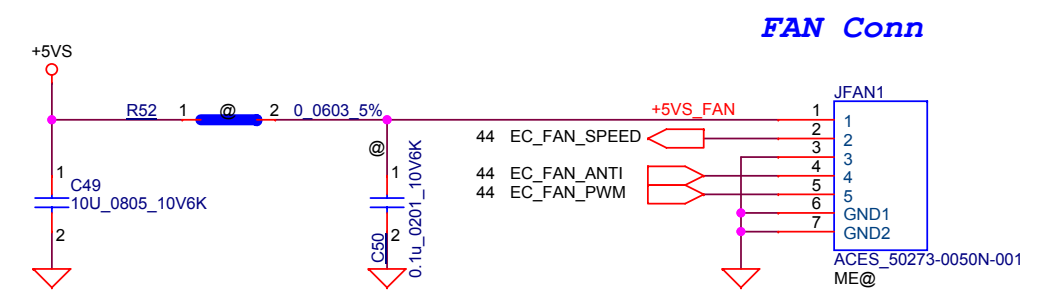 FAN Conn
+5VS
R52 1 @ 2 0_0603_5%
+5VS_FAN
JFAN1
1 1
44 EC_FAN_SPEED 2 2
3 3
44 EC_FAN_ANTI 4 4
44 EC_FAN_PWM 5 5
6 GND1
7 GND2
ACES_50273-0050N-001
ME@
1
C49
10U_0805_10V6K
2
@
1
C50
2
0.1u_0201_10V6K